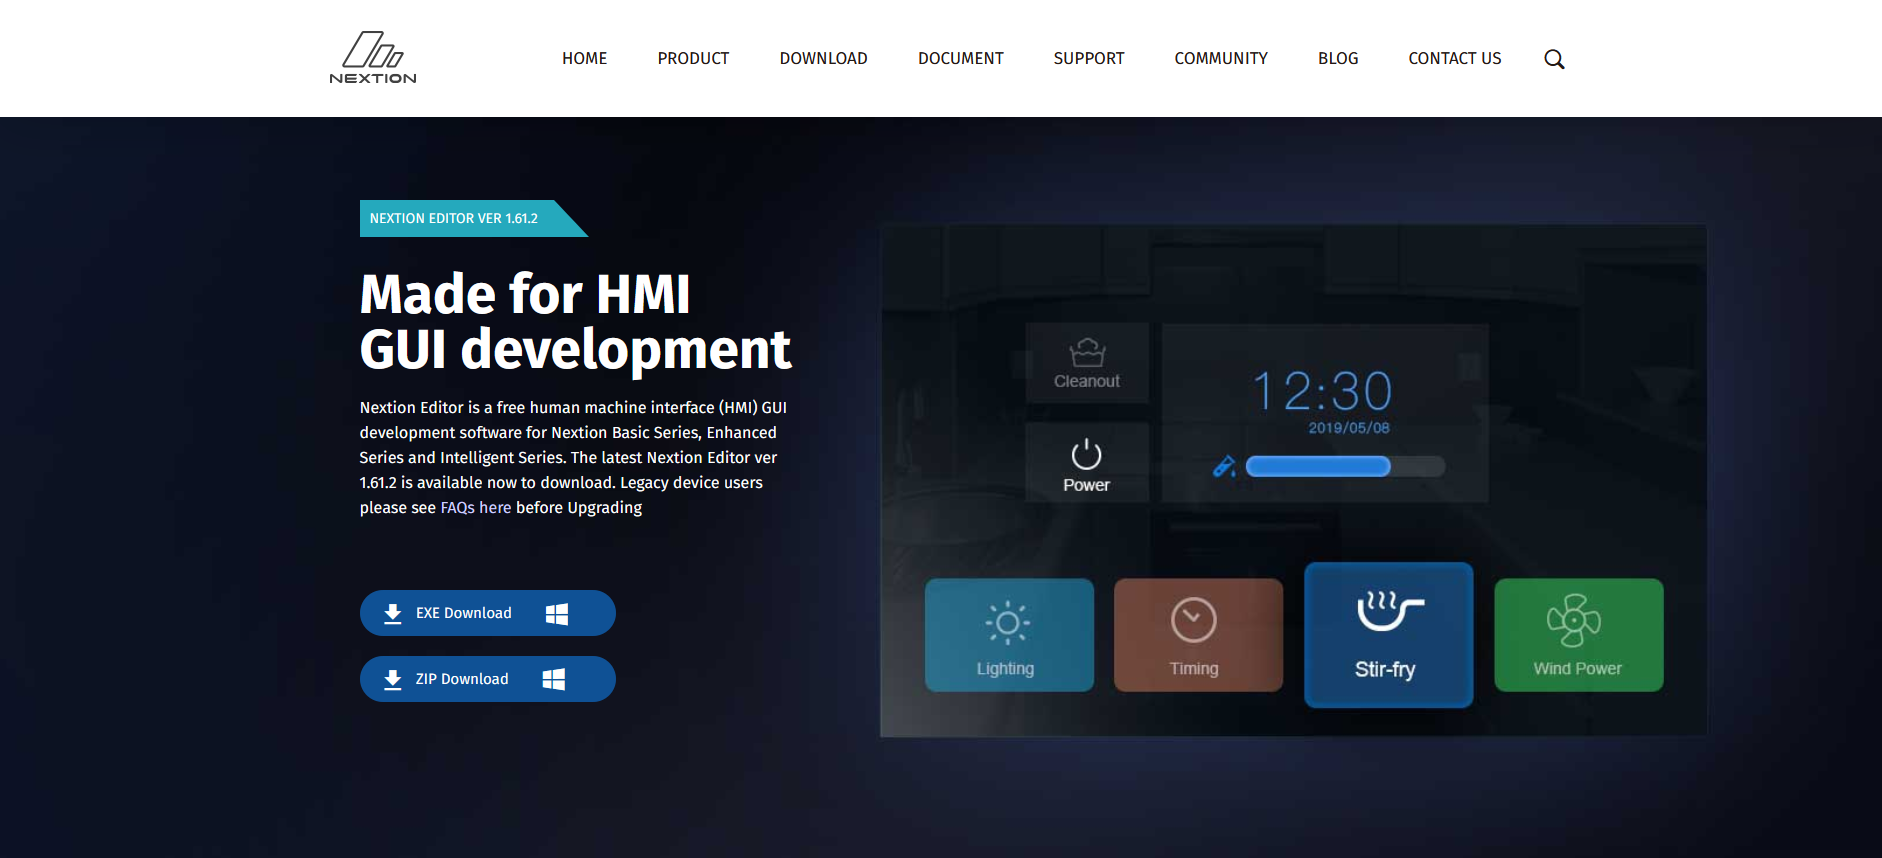 NEXTION
HOME PRODUCT DOWNLOAD DOCUMENT SUPPORT COMMUNITY BLOG CONTACT US
NEXTION EDITOR VER 1.61.2
Made for HMI
GUI development
Nextion Editor is a free human machine interface (HMI) GUI
development software for Nextion Basic Series, Enhanced
Series and Intelligent Series. The latest Nextion Editor ver
1.61.2 is available now to download. Legacy device users
please see FAQs here before Upgrading
EXE Download
ZIP Download
Cleanout
Power
12:30
2019/05/08
Lighting
Timing
Stir-fry
Wind Power